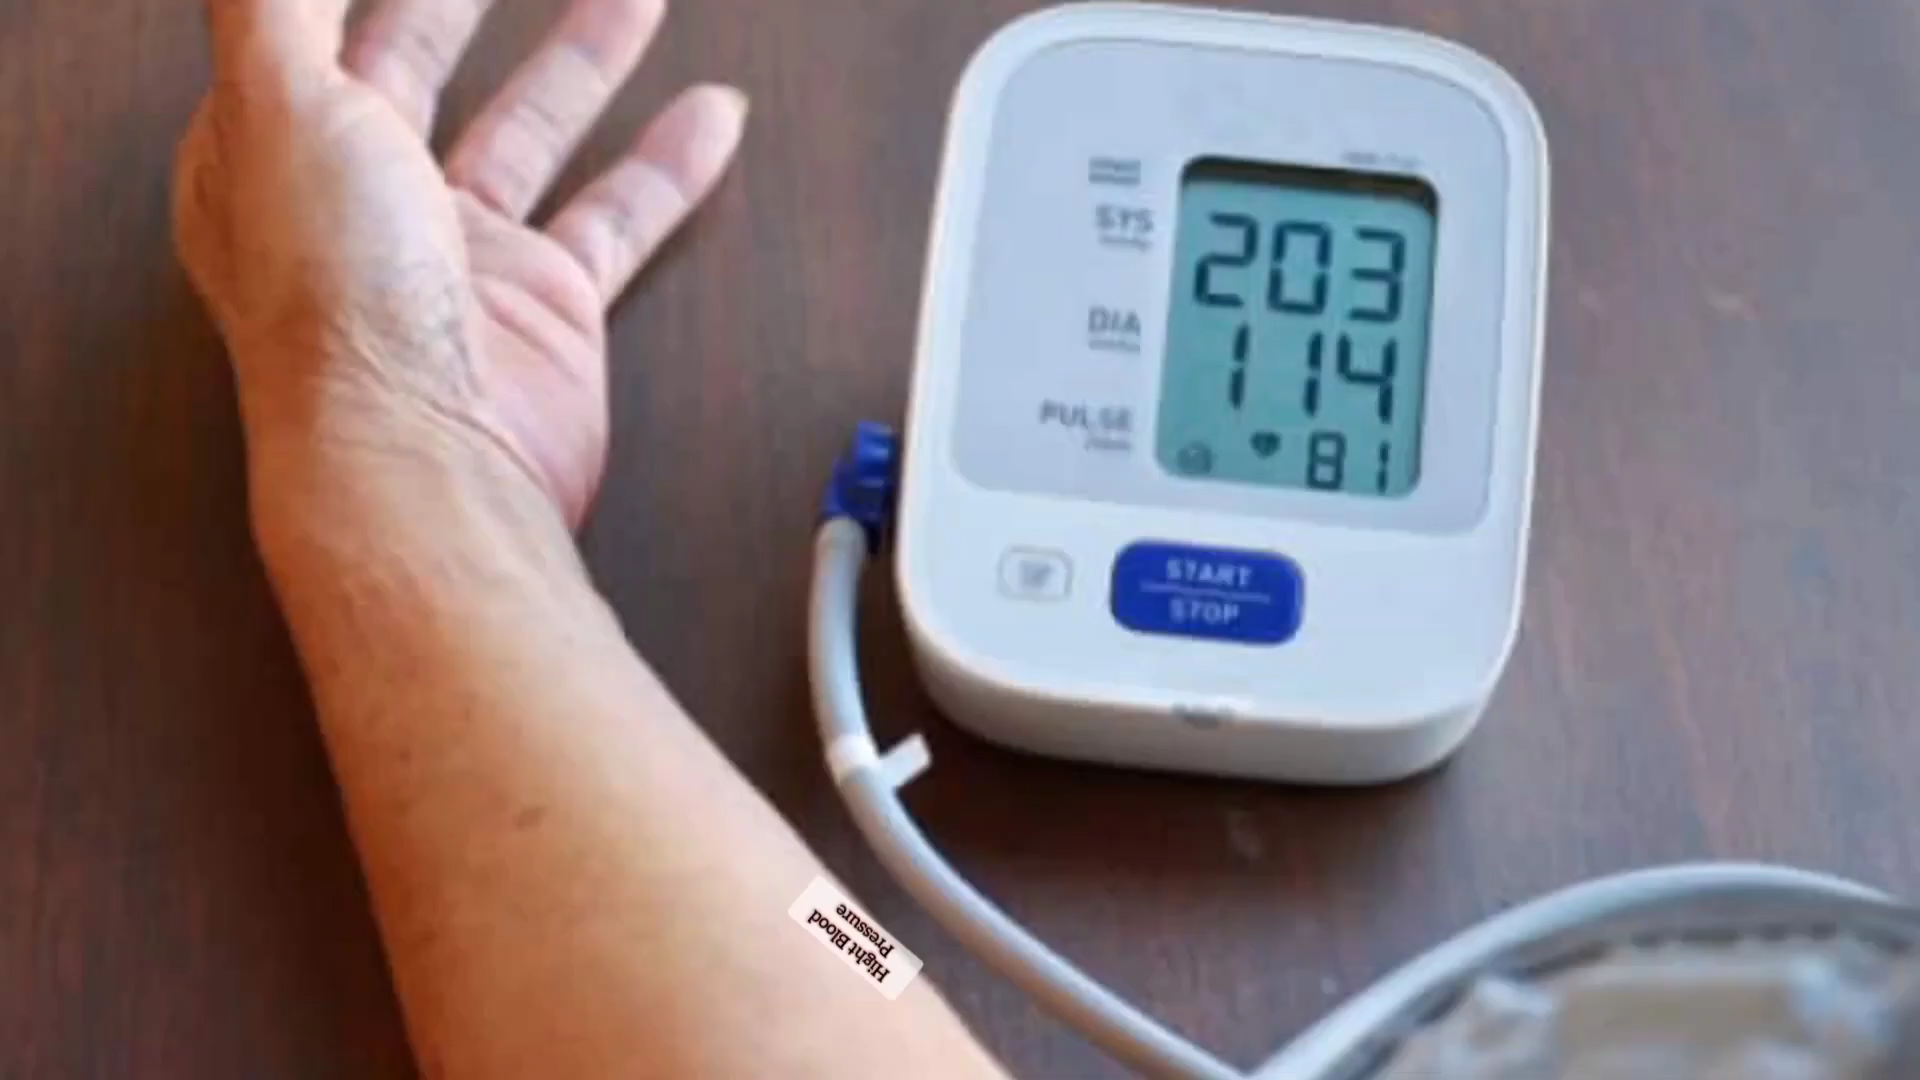 SYS
203
DIA
114
PULSE
81
START
STOP
Hight Blood
Pressure